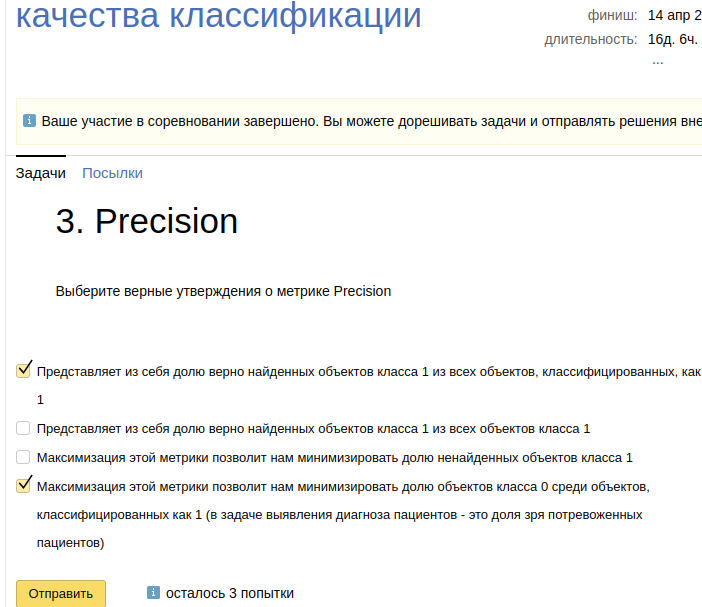 качества классификации
финиш: 14 апр 2
длительность: 16д. 6ч.
...
Ваше участие в соревновании завершено. Вы можете дорешивать задачи и отправлять решения вне
Задачи Посылки
3. Precision
Выберите верные утверждения о метрике Precision
Представляет из себя долю верно найденных объектов класса 1 из всех объектов, классифицированных, как
1
Представляет из себя долю верно найденных объектов класса 1 из всех объектов класса 1
Максимизация этой метрики позволит нам минимизировать долю ненайденных объектов класса 1
Максимизация этой метрики позволит нам минимизировать долю объектов класса 0 среди объектов,
классифицированных как 1 (в задаче выявления диагноза пациентов - это доля зря потревоженных
пациентов)
Отправить осталось 3 попытки